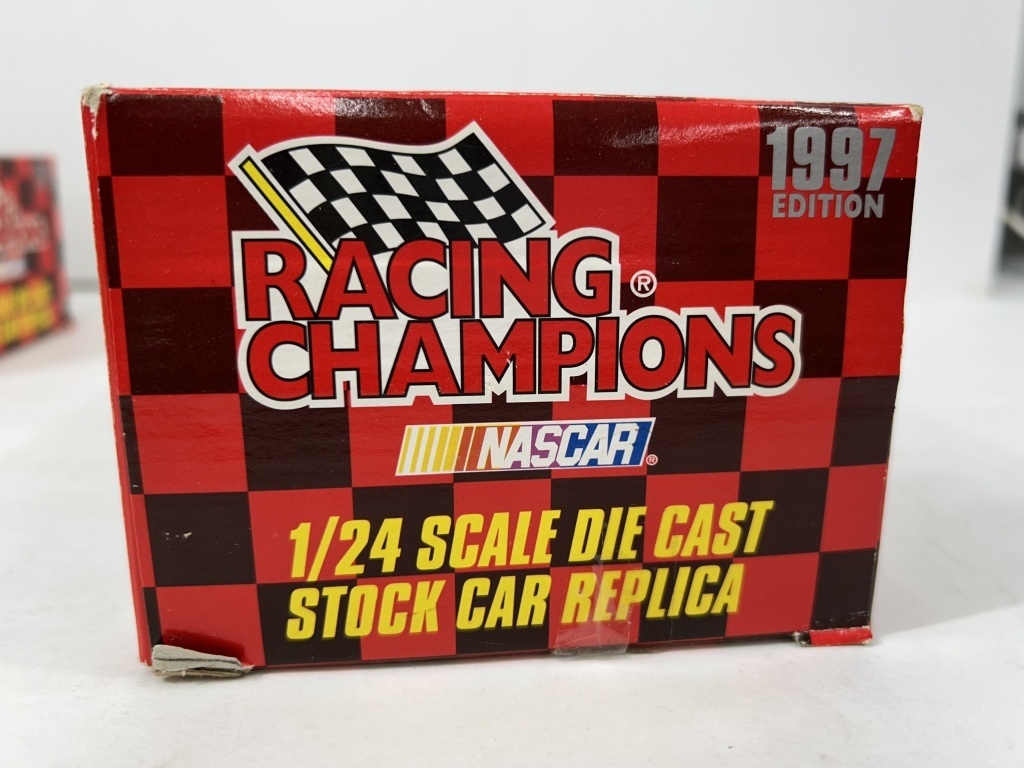 1997
EDITION
RACING ®
CHAMPIONS
NASCAR ®
1/24 SCALE DIE CAST
STOCK CAR REPLICA